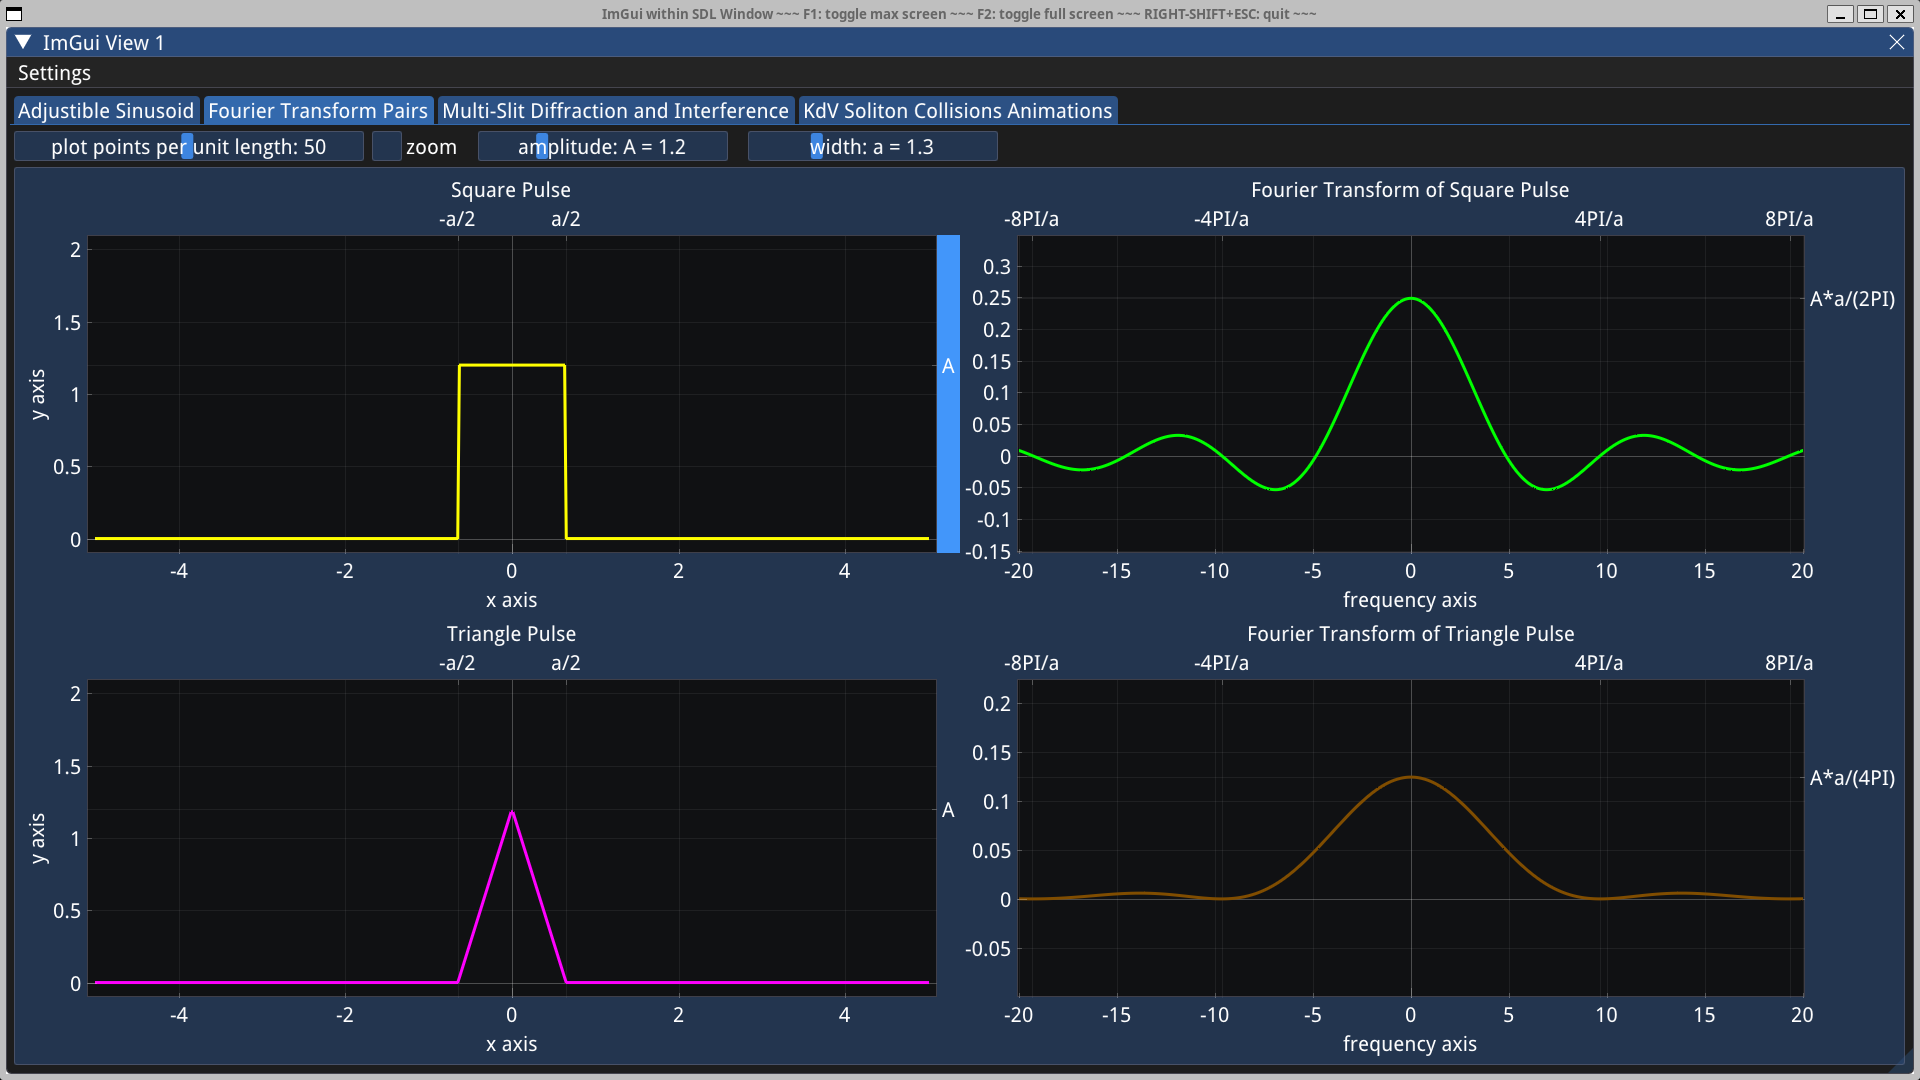 ImGui within SDL Window ~~~ F1: toggle max screen ~~~ F2: toggle full screen ~~~ RIGHT-SHIFT+ESC: quit ~~~
ImGui View 1
Settings
Adjustible Sinusoid Fourier Transform Pairs Multi-Slit Diffraction and Interference KdV Soliton Collisions Animations
plot points per unit length: 50 zoom amplitude: A = 1.2 width: a = 1.3
Square Pulse
-a/2 a/2
2
1.5
1
0.5
0
y axis
A
-4 -2 0 2 4
x axis
Fourier Transform of Square Pulse
-8PI/a -4PI/a 4PI/a 8PI/a
0.3
0.25
0.2
0.15
0.1
0.05
0
-0.05
-0.1
-0.15
A*a/(2PI)
-20 -15 -10 -5 0 5 10 15 20
frequency axis
Triangle Pulse
-a/2 a/2
2
1.5
1
0.5
0
y axis
A
-4 -2 0 2 4
x axis
Fourier Transform of Triangle Pulse
-8PI/a -4PI/a 4PI/a 8PI/a
0.2
0.15
0.1
0.05
0
-0.05
A*a/(4PI)
-20 -15 -10 -5 0 5 10 15 20
frequency axis